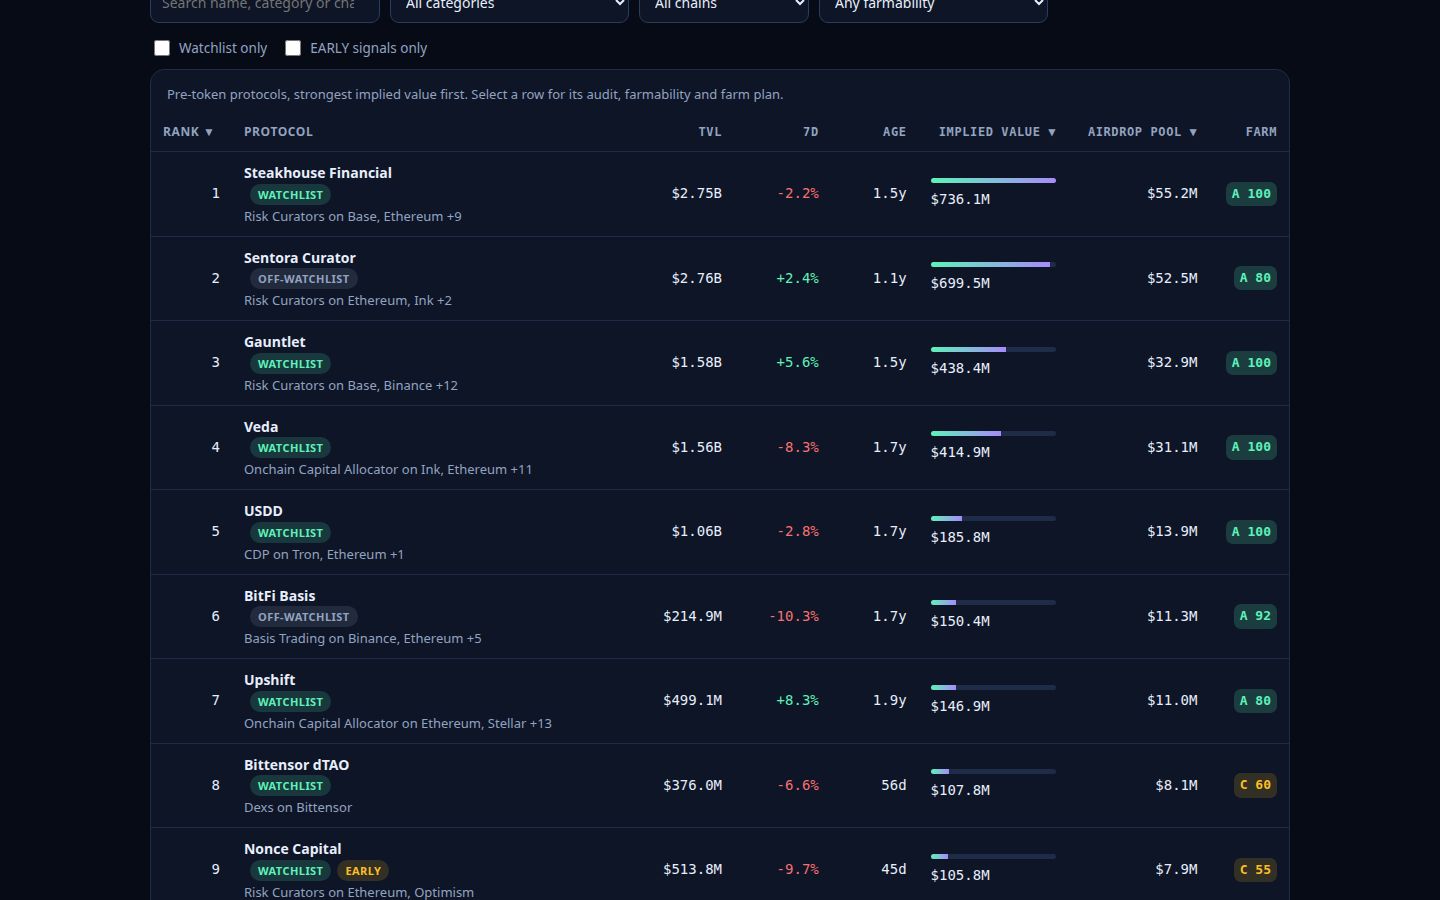 Search name, category or cha
All categories
All chains
Any farmability
Watchlist only
EARLY signals only
Pre-token protocols, strongest implied value first. Select a row for its audit, farmability and farm plan.
RANK ▼ PROTOCOL TVL 7D AGE IMPLIED VALUE ▼ AIRDROP POOL ▼ FARM
Steakhouse Financial
WATCHLIST
Risk Curators on Base, Ethereum +9
1 $2.75B -2.2% 1.5y $736.1M $55.2M A 100
Sentora Curator
OFF-WATCHLIST
Risk Curators on Ethereum, Ink +2
2 $2.76B +2.4% 1.1y $699.5M $52.5M A 80
Gauntlet
WATCHLIST
Risk Curators on Base, Binance +12
3 $1.58B +5.6% 1.5y $438.4M $32.9M A 100
Veda
WATCHLIST
Onchain Capital Allocator on Ink, Ethereum +11
4 $1.56B -8.3% 1.7y $414.9M $31.1M A 100
USDD
WATCHLIST
CDP on Tron, Ethereum +1
5 $1.06B -2.8% 1.7y $185.8M $13.9M A 100
BitFi Basis
OFF-WATCHLIST
Basis Trading on Binance, Ethereum +5
6 $214.9M -10.3% 1.7y $150.4M $11.3M A 92
Upshift
WATCHLIST
Onchain Capital Allocator on Ethereum, Stellar +13
7 $499.1M +8.3% 1.9y $146.9M $11.0M A 80
Bittensor dTAO
WATCHLIST
Dexs on Bittensor
8 $376.0M -6.6% 56d $107.8M $8.1M C 60
Nonce Capital
WATCHLIST EARLY
Risk Curators on Ethereum, Optimism
9 $513.8M -9.7% 45d $105.8M $7.9M C 55